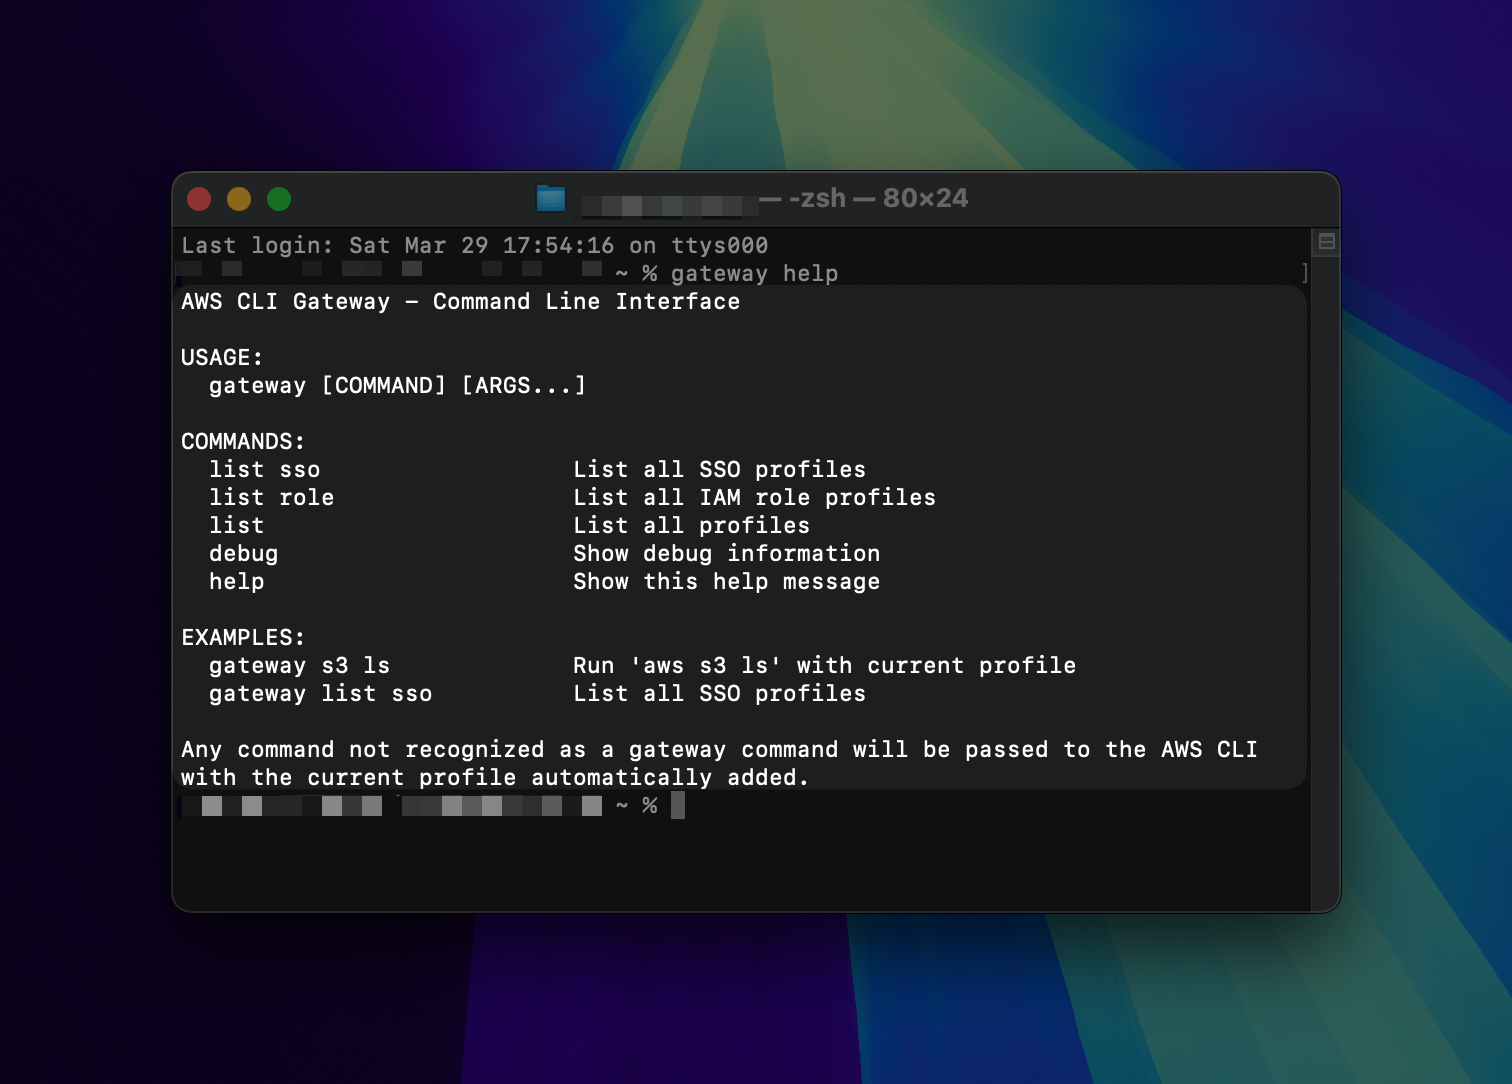 — -zsh — 80×24
Last login: Sat Mar 29 17:54:16 on ttys000
~ % gateway help
AWS CLI Gateway – Command Line Interface
USAGE:
gateway [COMMAND] [ARGS...]
COMMANDS:
list sso List all SSO profiles
list role List all IAM role profiles
list List all profiles
debug Show debug information
help Show this help message
EXAMPLES:
gateway s3 ls Run 'aws s3 ls' with current profile
gateway list sso List all SSO profiles
Any command not recognized as a gateway command will be passed to the AWS CLI
with the current profile automatically added.
~ %